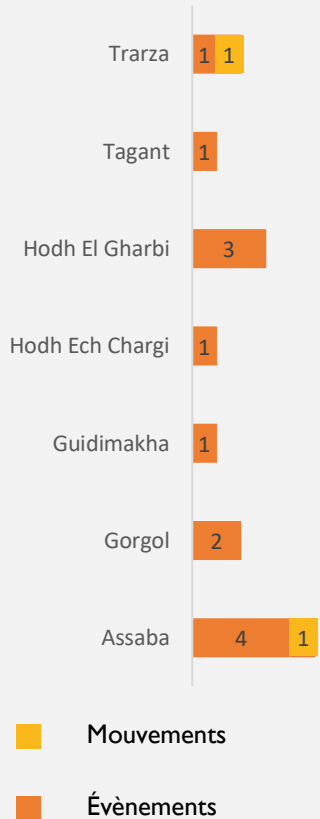 Trarza 1 1
Tagant 1
Hodh El Gharbi 3
Hodh Ech Chargi 1
Guidimakha 1
Gorgol 2
Assaba 4 1
Mouvements
Évènements